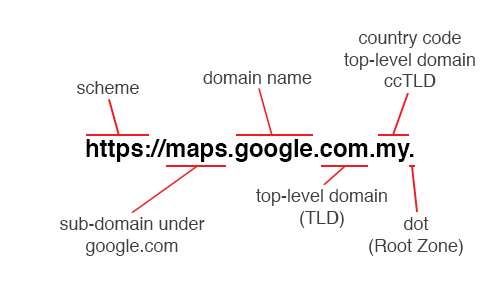 country code
top-level domain
ccTLD
domain name
scheme
https://maps.google.com.my.
top-level domain
(TLD)
sub-domain under
google.com
dot
(Root Zone)